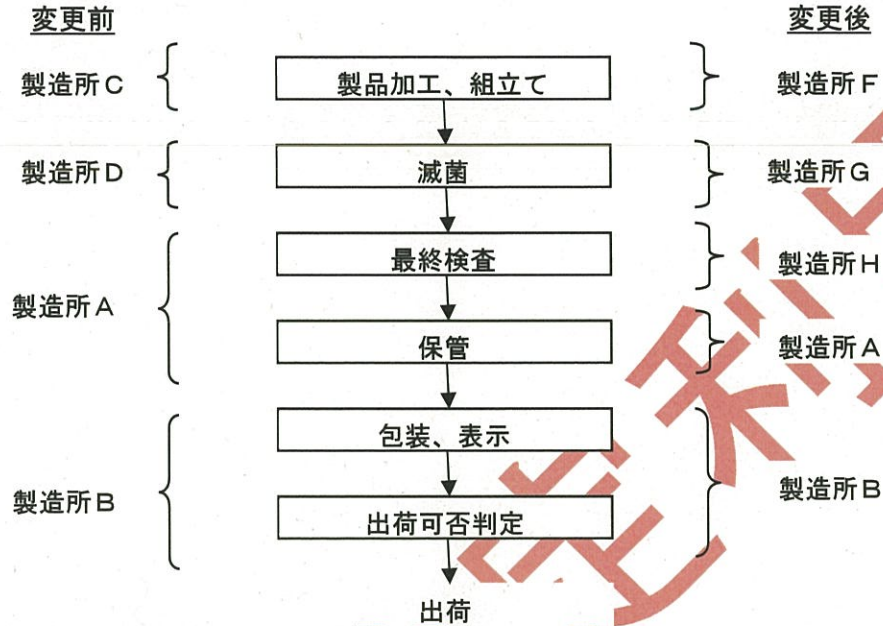 変更前 変更後
製造所C 製品加工、組立て 製造所F
製造所D 滅菌 製造所G
最終検査 製造所H
製造所A
保管 製造所A
包装、表示
製造所B 製造所B
出荷可否判定
出荷